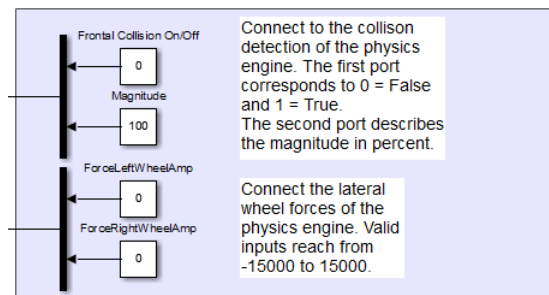 Frontal Collision On/Off
0
Magnitude
100
Connect to the collison
detection of the physics
engine. The first port
corresponds to 0 = False
and 1 = True.
The second port describes
the magnitude in percent.
ForceLeftWheelAmp
0
ForceRightWheelAmp
0
Connect the lateral
wheel forces of the
physics engine. Valid
inputs reach from
-15000 to 15000.